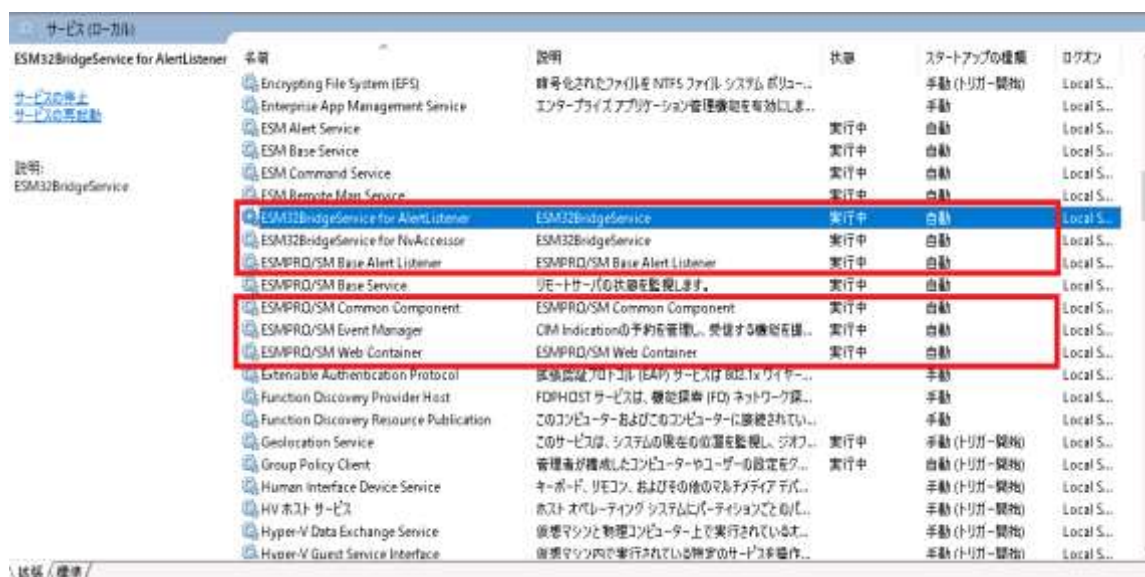 サービス (ローカル)
ESM32BridgeService for AlertListener
サービスの停止
サービスの再起動
説明:
ESM32BridgeService
名前 説明 状態 スタートアップの種類 ログオン
Encrypting File System (EFS) 暗号化されたファイルを NTFS ファイル システム ボリュー... 手動 (トリガー開始) Local S...
Enterprise App Management Service エンタープライズ アプリケーション管理機能を有効にしま... 手動 Local S...
ESM Alert Service 実行中 自動 Local S...
ESM Base Service 実行中 自動 Local S...
ESM Command Service 実行中 自動 Local S...
ESM Remote Map Service 実行中 自動 Local S...
ESM32BridgeService for AlertListener ESM32BridgeService 実行中 自動 Local S...
ESM32BridgeService for NvAccessor ESM32BridgeService 実行中 自動 Local S...
ESMPRO/SM Base Alert Listener ESMPRO/SM Base Alert Listener 実行中 自動 Local S...
ESMPRO/SM Base Service リモートサーバの状態を監視します。 実行中 自動 Local S...
ESMPRO/SM Common Component ESMPRO/SM Common Component 実行中 自動 Local S...
ESMPRO/SM Event Manager CIM Indicationの予約を管理し、受信する機能を提... 実行中 自動 Local S...
ESMPRO/SM Web Container ESMPRO/SM Web Container 実行中 自動 Local S...
Extensible Authentication Protocol 拡張認証プロトコル (EAP) サービスは 802.1x ワイヤー... 手動 Local S...
Function Discovery Provider Host FDPHOST サービスは、機能探索 (FD) ネットワーク探... 手動 Local S...
Function Discovery Resource Publication このコンピューターおよびこのコンピューターに接続されてい... 手動 Local S...
Geolocation Service このサービスは、システムの現在の位置を監視し、ジオフ... 実行中 手動 (トリガー開始) Local S...
Group Policy Client 管理者が構成したコンピューターやユーザーの設定をグ... 実行中 自動 (トリガー開始) Local S...
Human Interface Device Service キーボード、リモコン、およびその他のマルチメディア デバ... 手動 (トリガー開始) Local S...
HV ホスト サービス ホスト オペレーティング システムにパーティションごとのパ... 手動 (トリガー開始) Local S...
Hyper-V Data Exchange Service 仮想マシンと物理コンピューター上で実行されているオ... 手動 (トリガー開始) Local S...
Hyper-V Guest Service Interface 仮想マシン内で実行されている特定のサービスを操作... 手動 (トリガー開始) Local S...
拡張 標準